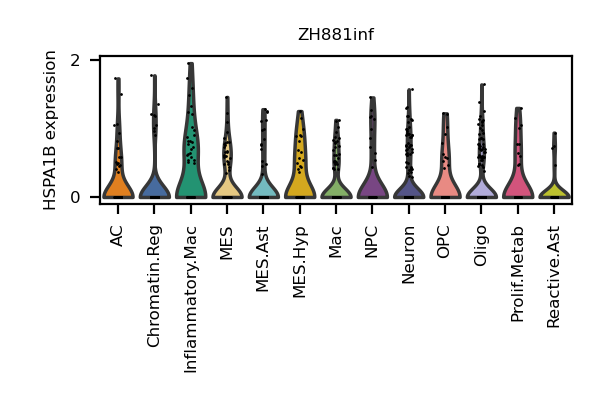 ZH881inf
HSPA1B expression
2
0
AC
Chromatin.Reg
Inflammatory.Mac
MES
MES.Ast
MES.Hyp
Mac
NPC
Neuron
OPC
Oligo
Prolif.Metab
Reactive.Ast